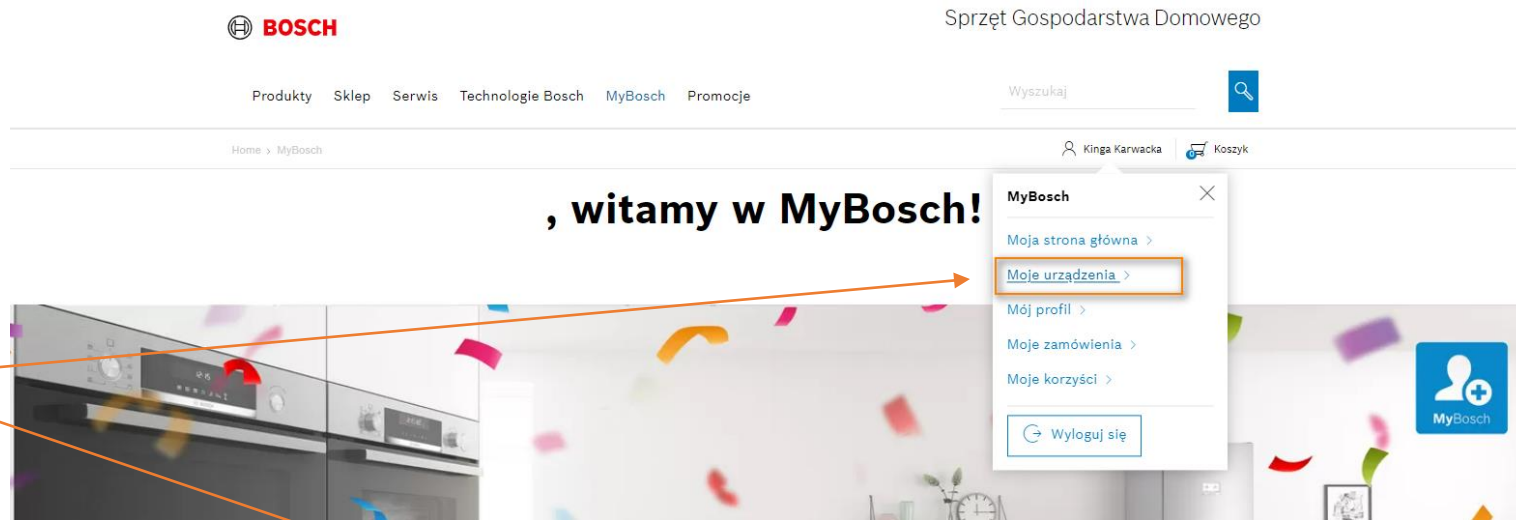 BOSCH
Sprzęt Gospodarstwa Domowego
Produkty Sklep Serwis Technologie Bosch MyBosch Promocje
Wyszukaj
Home > MyBosch
Kinga Karwacka
0
Koszyk
, witamy w MyBosch!
MyBosch
Moja strona główna >
Moje urządzenia >
Mój profil >
Moje zamówienia >
Moje korzyści >
Wyloguj się
MyBosch